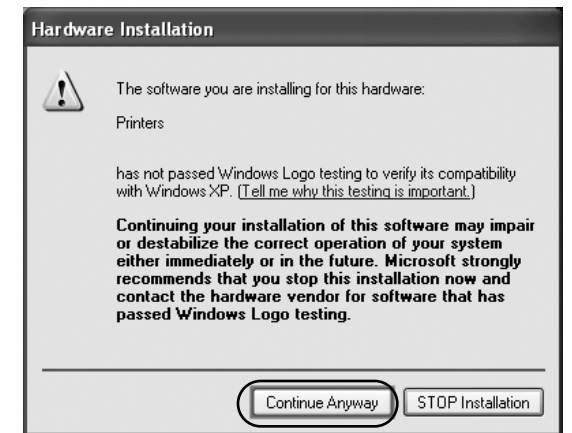 Hardware Installation
The software you are installing for this hardware:
Printers
has not passed Windows Logo testing to verify its compatibility
with Windows XP. (Tell me why this testing is important.)
Continuing your installation of this software may impair
or destabilize the correct operation of your system
either immediately or in the future. Microsoft strongly
recommends that you stop this installation now and
contact the hardware vendor for software that has
passed Windows Logo testing.
Continue Anyway STOP Installation